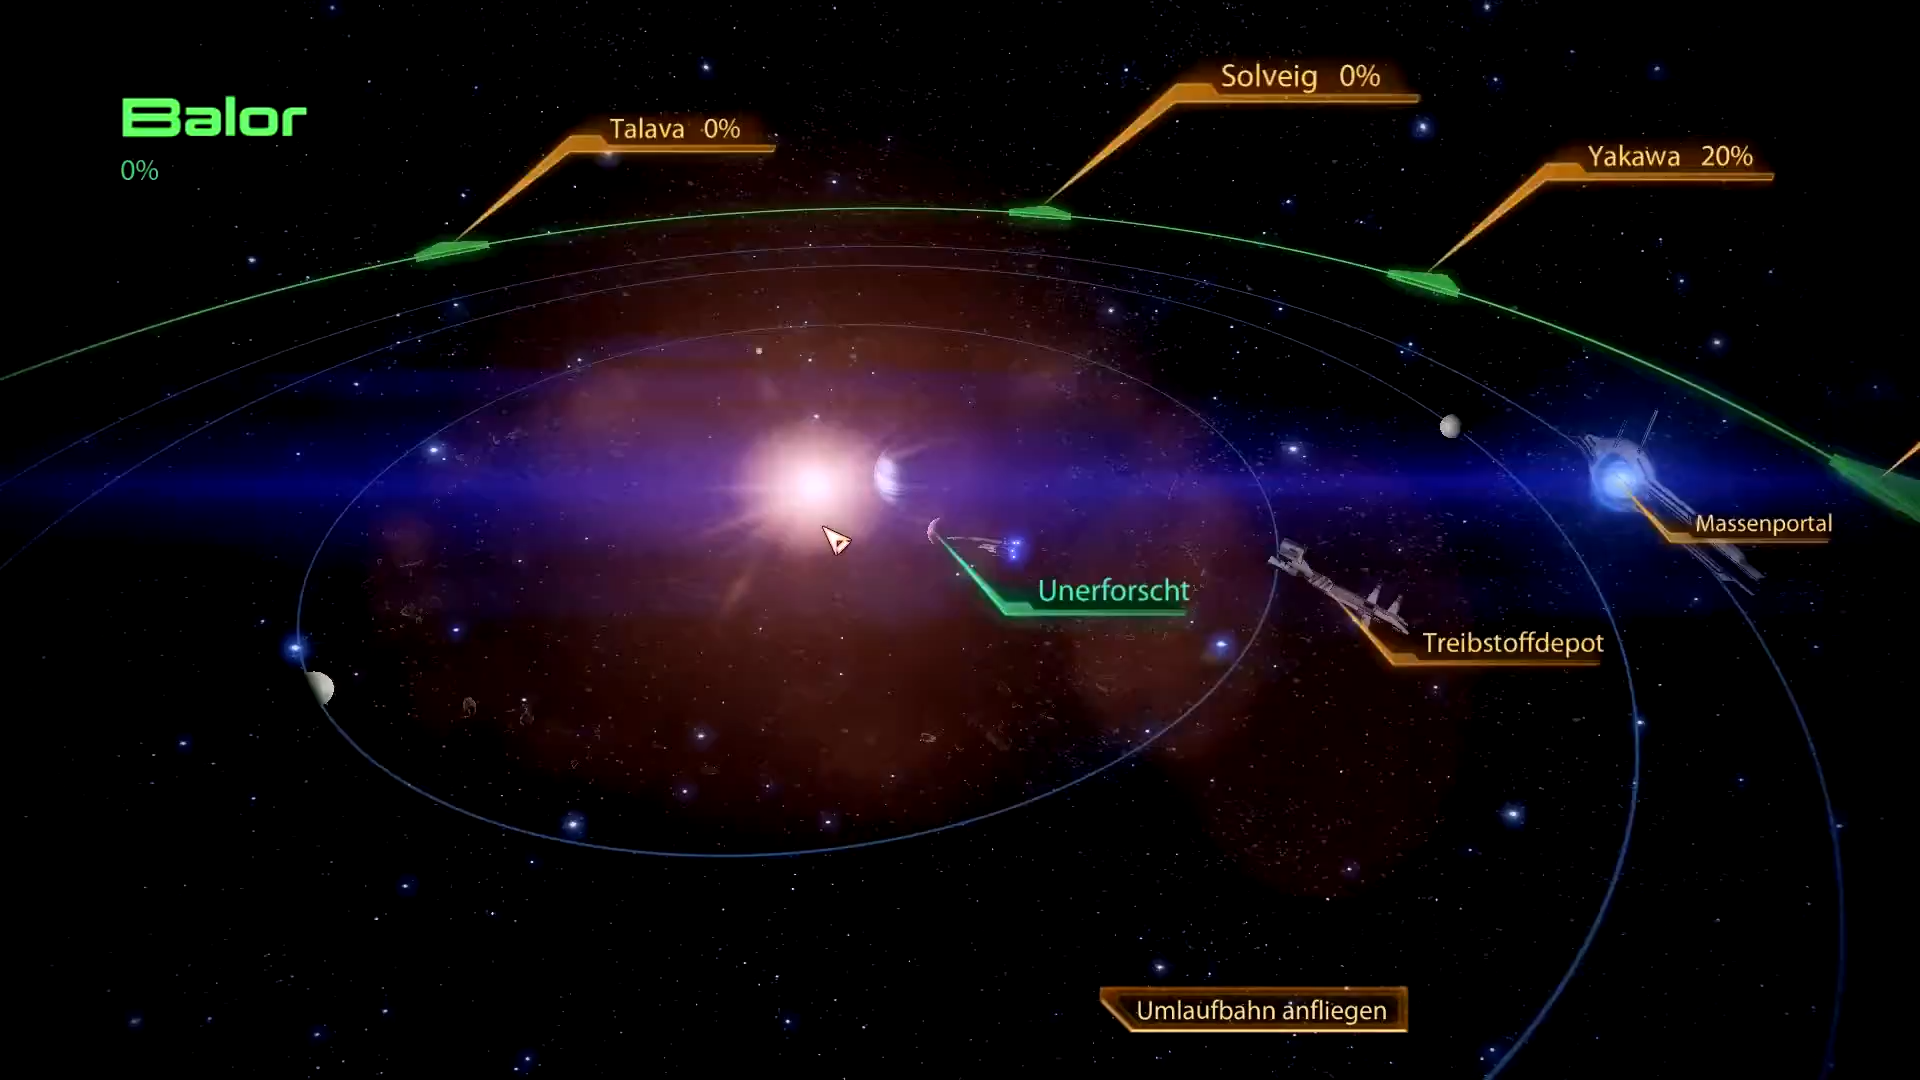 Balor
0%
Talava 0%
Solveig 0%
Yakawa 20%
Massenportal
Unerforscht
Treibstoffdepot
Umlaufbahn anfliegen